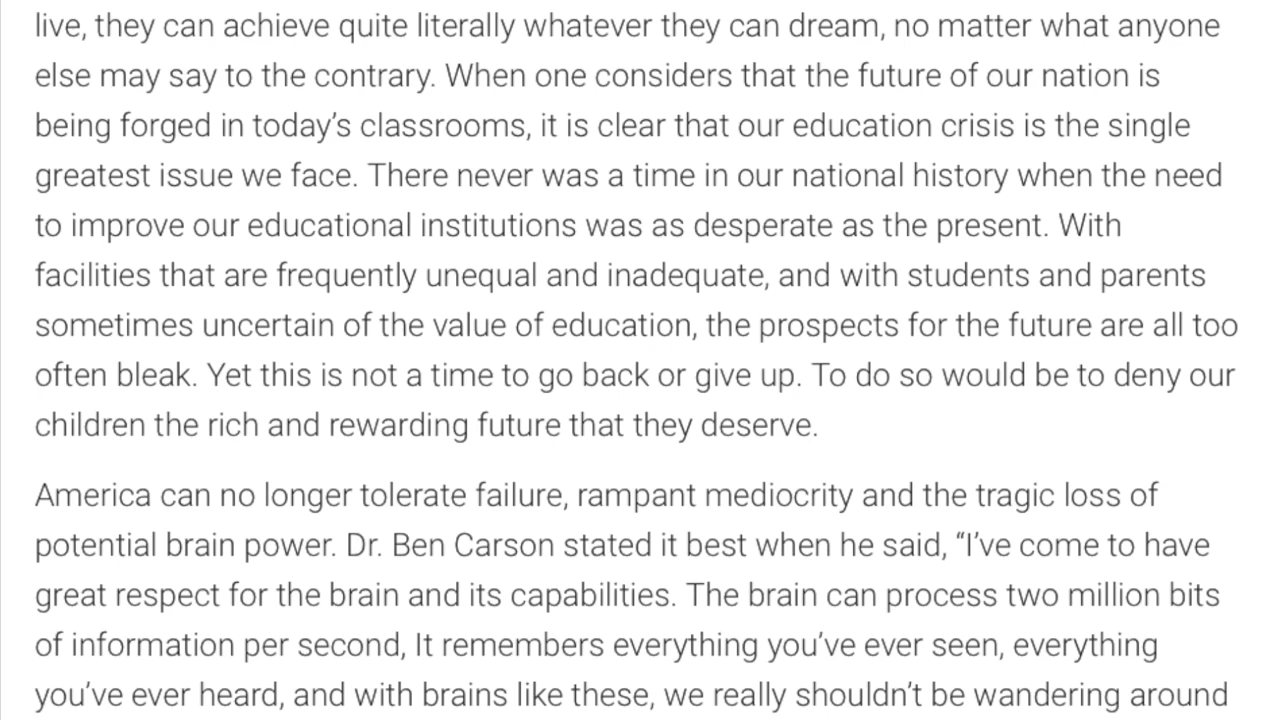 live, they can achieve quite literally whatever they can dream, no matter what anyone
else may say to the contrary. When one considers that the future of our nation is
being forged in today’s classrooms, it is clear that our education crisis is the single
greatest issue we face. There never was a time in our national history when the need
to improve our educational institutions was as desperate as the present. With
facilities that are frequently unequal and inadequate, and with students and parents
sometimes uncertain of the value of education, the prospects for the future are all too
often bleak. Yet this is not a time to go back or give up. To do so would be to deny our
children the rich and rewarding future that they deserve.
America can no longer tolerate failure, rampant mediocrity and the tragic loss of
potential brain power. Dr. Ben Carson stated it best when he said, “I’ve come to have
great respect for the brain and its capabilities. The brain can process two million bits
of information per second, It remembers everything you’ve ever seen, everything
you’ve ever heard, and with brains like these, we really shouldn’t be wandering around